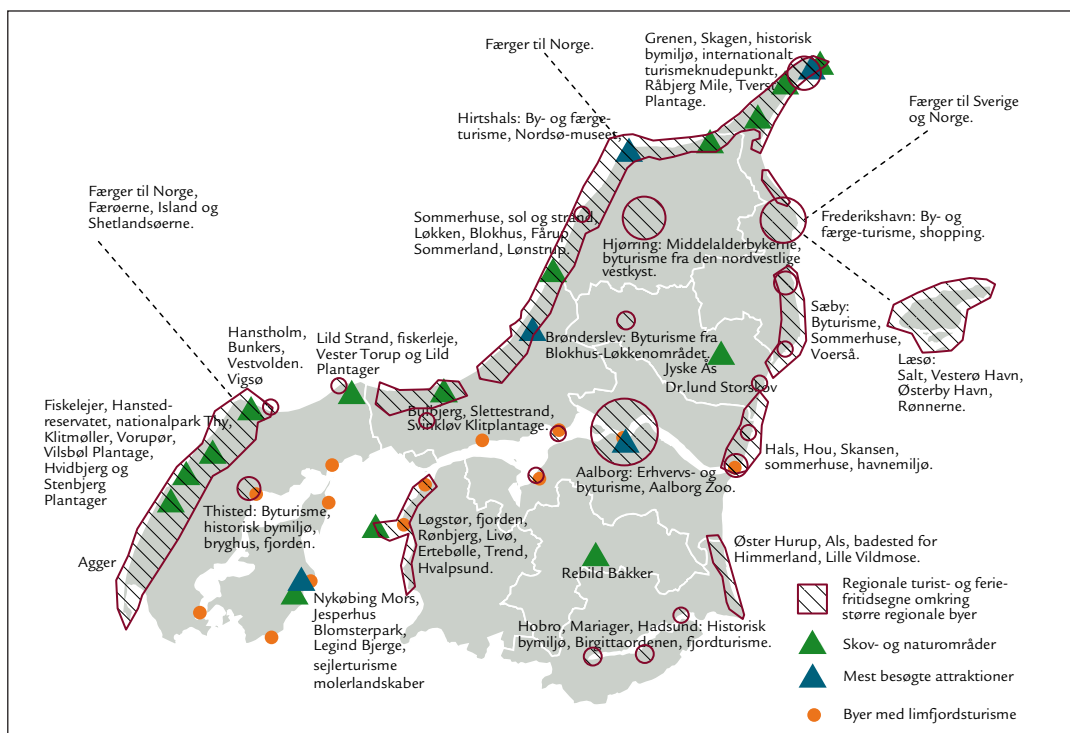 Færger til Norge.
Grenen, Skagen, historisk
bymiljø, internationalt
turismeknudepunkt,
Råbjerg Mile, Tversted
Plantage.
Færger til Sverige
og Norge.
Hirtshals: By- og færge-
turisme, Nordsø-museet,
Færger til Norge,
Færøerne, Island og
Shetlandsøerne.
Sommerhuse, sol og strand,
Løkken, Blokhus, Fårup
Sommerland, Lønstrup.
Hjørring: Middelalderbykerne,
byturisme fra den nordvestlige
vestkyst.
Frederikshavn: By- og
færge-turisme, shopping.
Sæby:
Byturisme,
Sommerhuse,
Voerså.
Læsø:
Salt, Vesterø Havn,
Østerby Havn,
Rønnerne.
Hanstholm,
Bunkers,
Vestvolden.
Vigsø
Lild Strand, fiskerleje,
Vester Torup og Lild
Plantager
Brønderslev: Byturisme fra
Blokhus-Løkkenområdet.
Jyske Ås
Dr.lund Storskov
Fiskelejer, Hansted-
reservatet, nationalpark Thy,
Klitmøller, Vorupør,
Vilsbøl Plantage,
Hvidbjerg og
Stenbjerg
Plantager
Bulbjerg, Slettestrand,
Svinkløv Klitplantage.
Hals, Hou, Skansen,
sommerhuse, havnemiljø.
Aalborg: Erhvervs- og
byturisme, Aalborg Zoo.
Thisted: Byturisme,
historisk bymiljø,
bryghus, fjorden.
Løgstør, fjorden,
Rønbjerg, Livø,
Ertebølle, Trend,
Hvalpsund.
Agger
Øster Hurup, Als, badested for
Himmerland, Lille Vildmose.
Rebild Bakker
Nykøbing Mors,
Jesperhus
Blomsterpark,
Legind Bjerge,
sejlerturisme
molerlandskaber
Hobro, Mariager, Hadsund: Historisk
bymiljø, Birgittaordenen, fjordturisme.
Regionale turist- og ferie-
fritidsegne omkring
større regionale byer
Skov- og naturområder
Mest besøgte attraktioner
Byer med limfjordsturisme